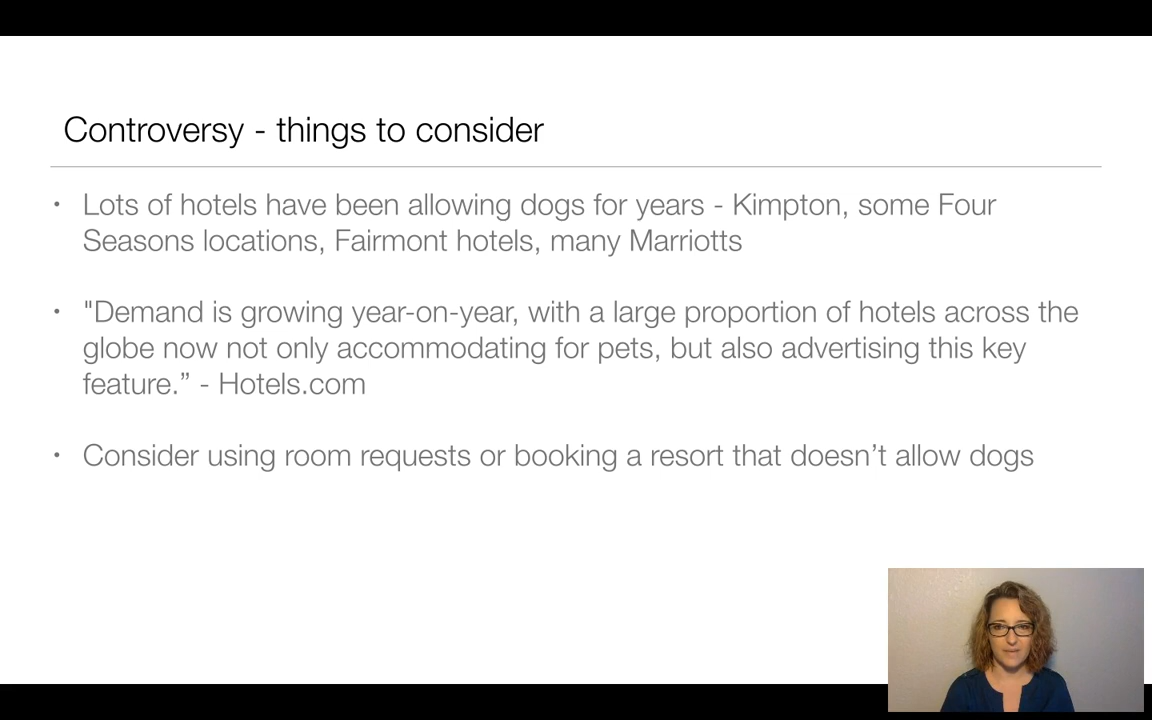 Controversy - things to consider
• Lots of hotels have been allowing dogs for years - Kimpton, some Four
Seasons locations, Fairmont hotels, many Marriotts
• "Demand is growing year-on-year, with a large proportion of hotels across the
globe now not only accommodating for pets, but also advertising this key
feature.” - Hotels.com
• Consider using room requests or booking a resort that doesn’t allow dogs